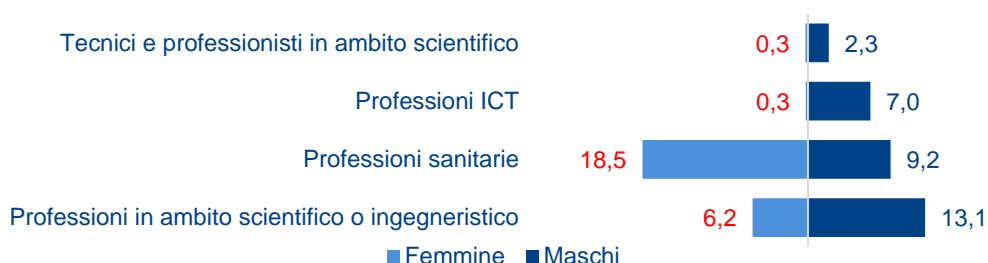 Tecnici e professionisti in ambito scientifico 0,3 2,3
Professioni ICT 0,3 7,0
Professioni sanitarie 18,5 9,2
Professioni in ambito scientifico o ingegneristico 6,2 13,1
Femmine Maschi